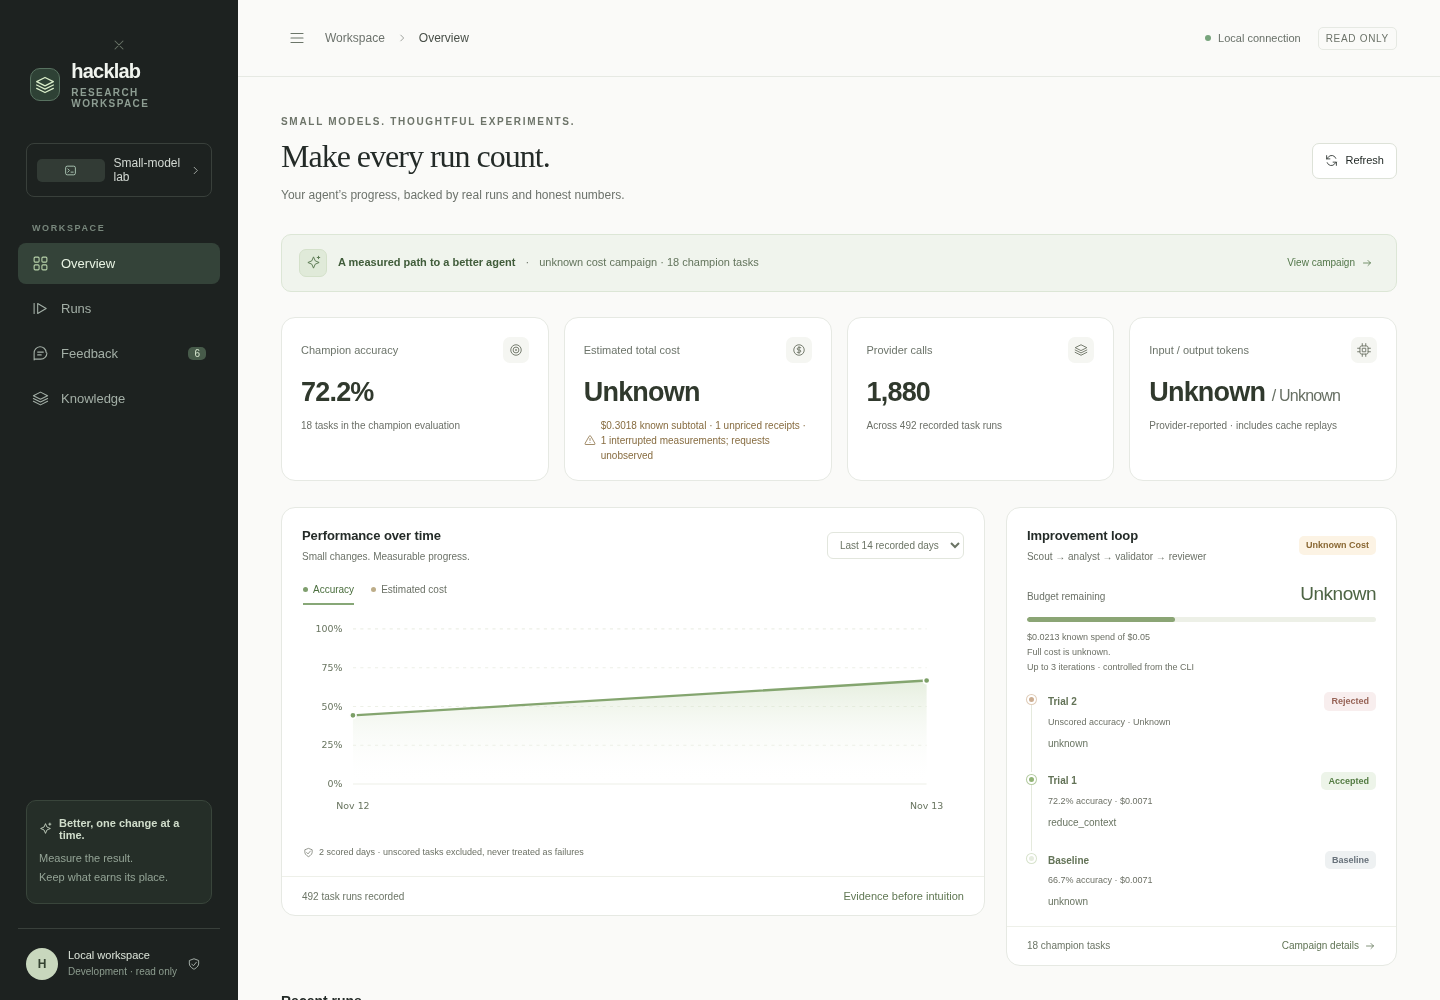 hacklab
RESEARCH
WORKSPACE
Small-model
lab
WORKSPACE
Overview
Runs
Feedback
6
Knowledge
Better, one change at a
time.
Measure the result.
Keep what earns its place.
H
Local workspace
Development · read only
Workspace
Overview
Local connection
READ ONLY
SMALL MODELS. THOUGHTFUL EXPERIMENTS.
Make every run count.
Your agent's progress, backed by real runs and honest numbers.
Refresh
A measured path to a better agent · unknown cost campaign · 18 champion tasks
View campaign →
Champion accuracy
72.2%
18 tasks in the champion evaluation
Estimated total cost
Unknown
$0.3018 known subtotal · 1 unpriced receipts ·
1 interrupted measurements; requests
unobserved
Provider calls
1,880
Across 492 recorded task runs
Input / output tokens
Unknown / Unknown
Provider-reported · includes cache replays
Performance over time
Small changes. Measurable progress.
Last 14 recorded days
Accuracy
Estimated cost
100%
75%
50%
25%
0%
Nov 12
Nov 13
2 scored days · unscored tasks excluded, never treated as failures
492 task runs recorded
Evidence before intuition
Improvement loop
Scout → analyst → validator → reviewer
Unknown Cost
Budget remaining
Unknown
$0.0213 known spend of $0.05
Full cost is unknown.
Up to 3 iterations · controlled from the CLI
Trial 2
Rejected
Unscored accuracy · Unknown
unknown
Trial 1
Accepted
72.2% accuracy · $0.0071
reduce_context
Baseline
Baseline
66.7% accuracy · $0.0071
unknown
18 champion tasks
Campaign details →
Recent runs